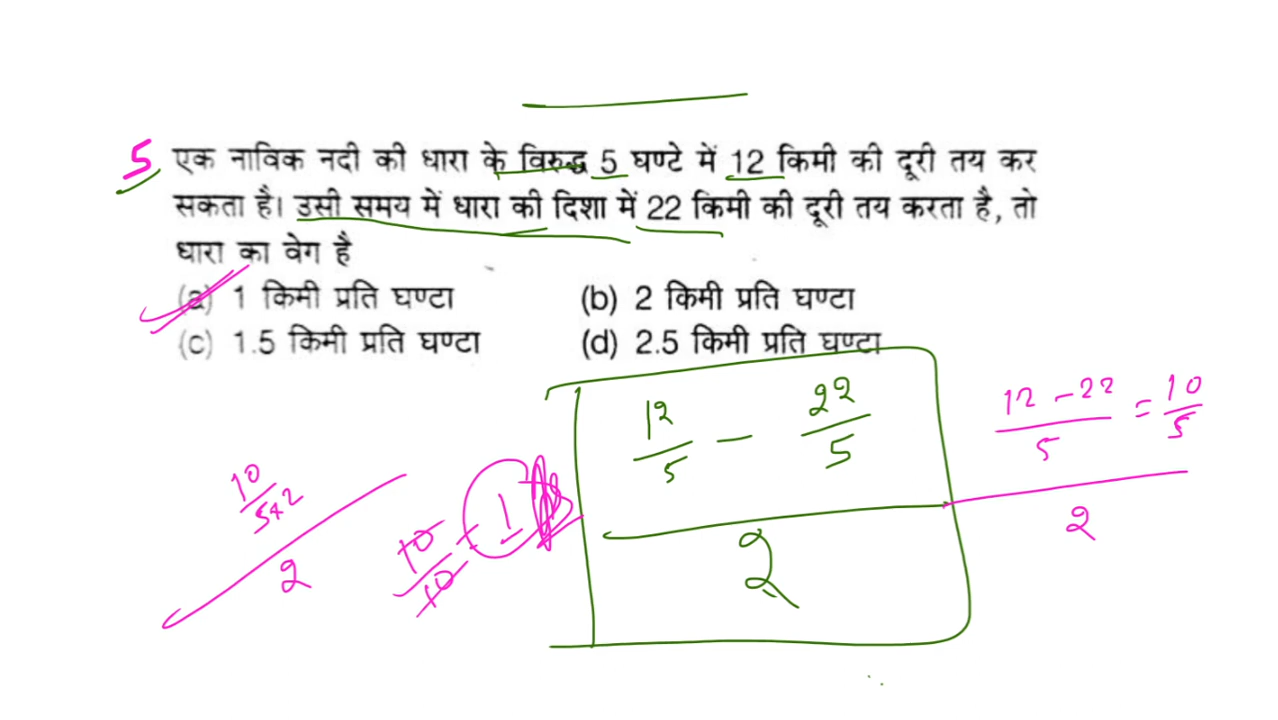 5 एक नाविक नदी की धारा के विरुद्ध 5 घण्टे में 12 किमी की दूरी तय कर
सकता है। उसी समय में धारा की दिशा में 22 किमी की दूरी तय करता है, तो
धारा का वेग है
(a) 1 किमी प्रति घण्टा (b) 2 किमी प्रति घण्टा
(c) 1.5 किमी प्रति घण्टा (d) 2.5 किमी प्रति घण्टा
12/5 - 22/5
2
12 - 22/5 = 10/5
2
10/5×2
2
10/10 = 1